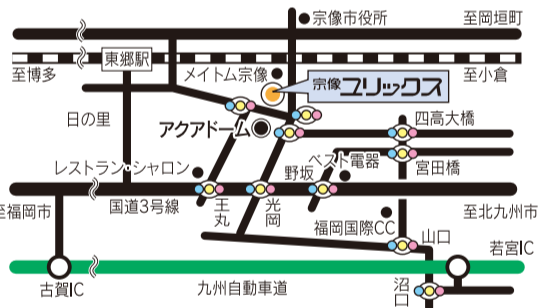 宗像市役所
至岡垣町
東郷駅
至博多
メイトム宗像
宗像ユリックス
至小倉
日の里
アクアドーム
四高大橋
レストラン・シャロン
野坂
ベスト電器
宮田橋
国道3号線
王丸
光岡
至福岡市
至北九州市
福岡国際CC
山口
若宮IC
古賀IC
九州自動車道
沼口